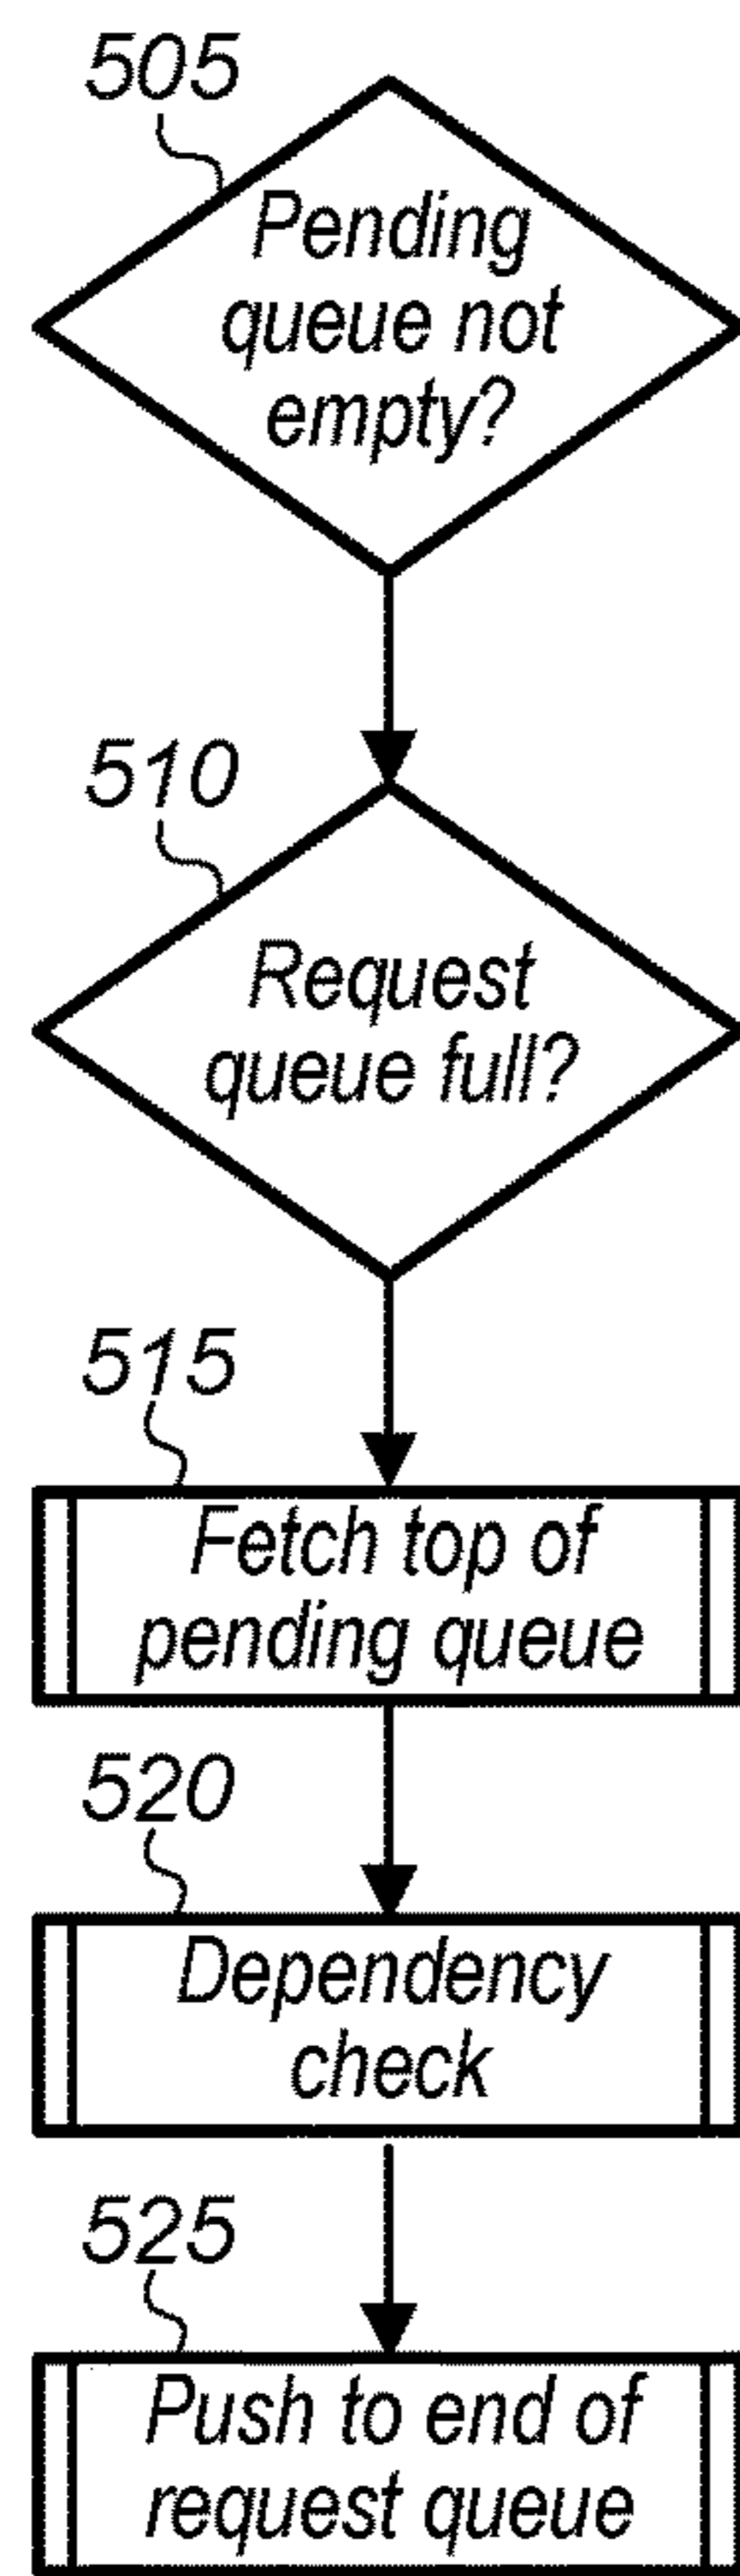 505
Pending
queue not
empty?
510
Request
queue full?
515
Fetch top of
pending queue
520
Dependency
check
525
Push to end of
request queue